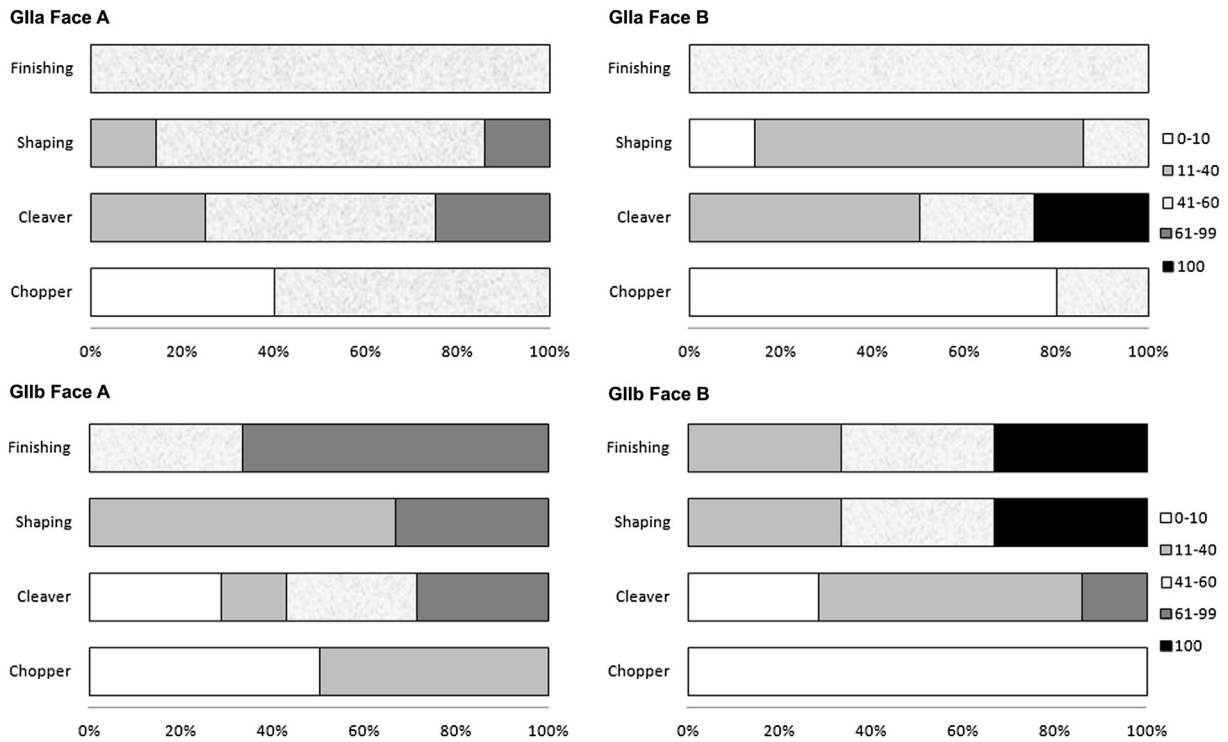 GIIa Face A
Finishing
Shaping
Cleaver
Chopper
0% 20% 40% 60% 80% 100%
GIIa Face B
Finishing
Shaping
Cleaver
Chopper
0% 20% 40% 60% 80% 100%
0-10
11-40
41-60
61-99
100
GIIb Face A
Finishing
Shaping
Cleaver
Chopper
0% 20% 40% 60% 80% 100%
GIIb Face B
Finishing
Shaping
Cleaver
Chopper
0% 20% 40% 60% 80% 100%
0-10
11-40
41-60
61-99
100